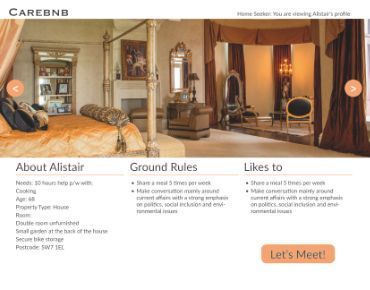 CAREBNB
Home Seeker: You are viewing Alistair's profile
<
>
About Alistair
Needs: 10 hours help p/w with:
Cooking
Age: 68
Property Type: House
Room:
Double room unfurnished
Small garden at the back of the house
Secure bike storage
Postcode: SW7 1EL
Ground Rules
• Share a meal 5 times per week
• Make conversation mainly around
current affairs with a strong emphasis
on politics, social inclusion and envi-
ronmental issues
Likes to
• Share a meal 5 times per week
• Make conversation mainly around
current affairs with a strong emphasis
on politics, social inclusion and envi-
ronmental issues
Let's Meet!